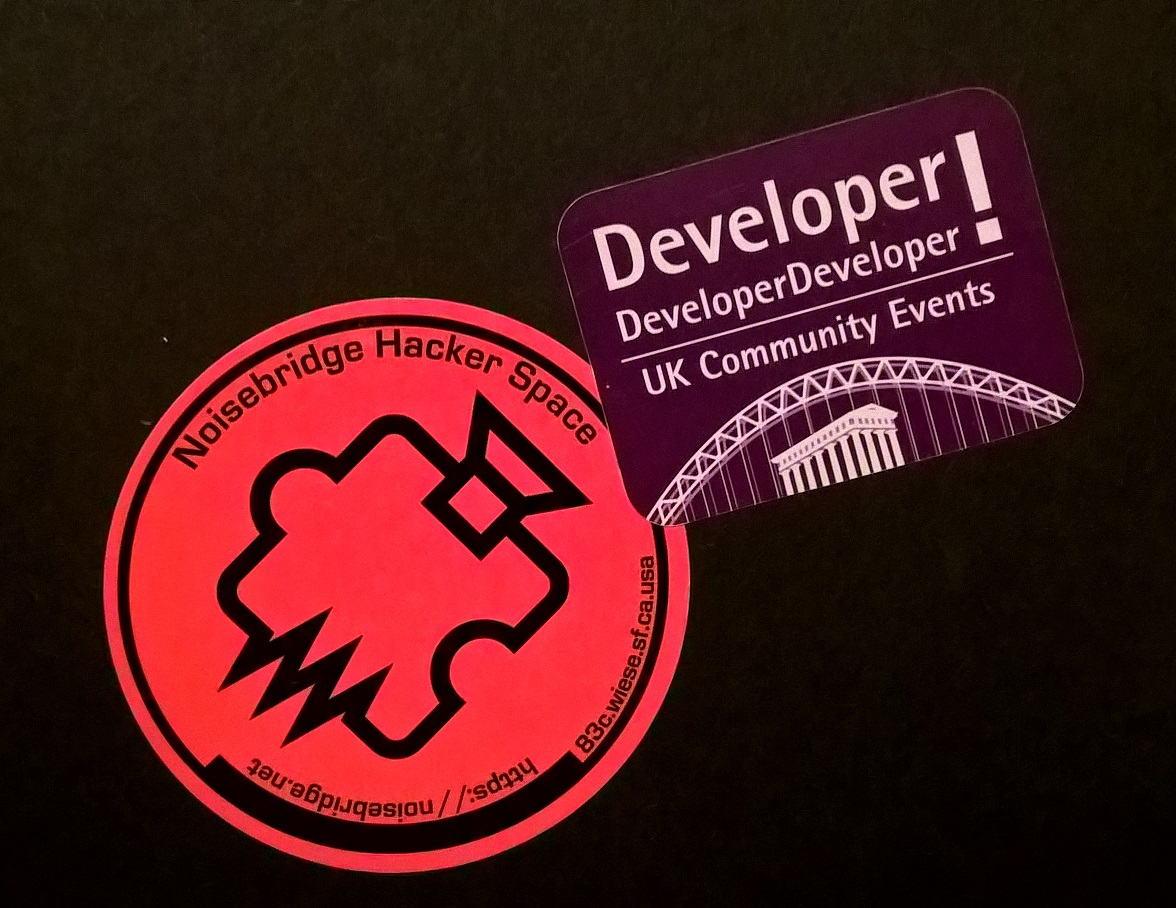 Developer!
DeveloperDeveloper
UK Community Events
Noisebridge Hacker Space
83c.wiese.sf.ca.usa
https://noisebridge.net